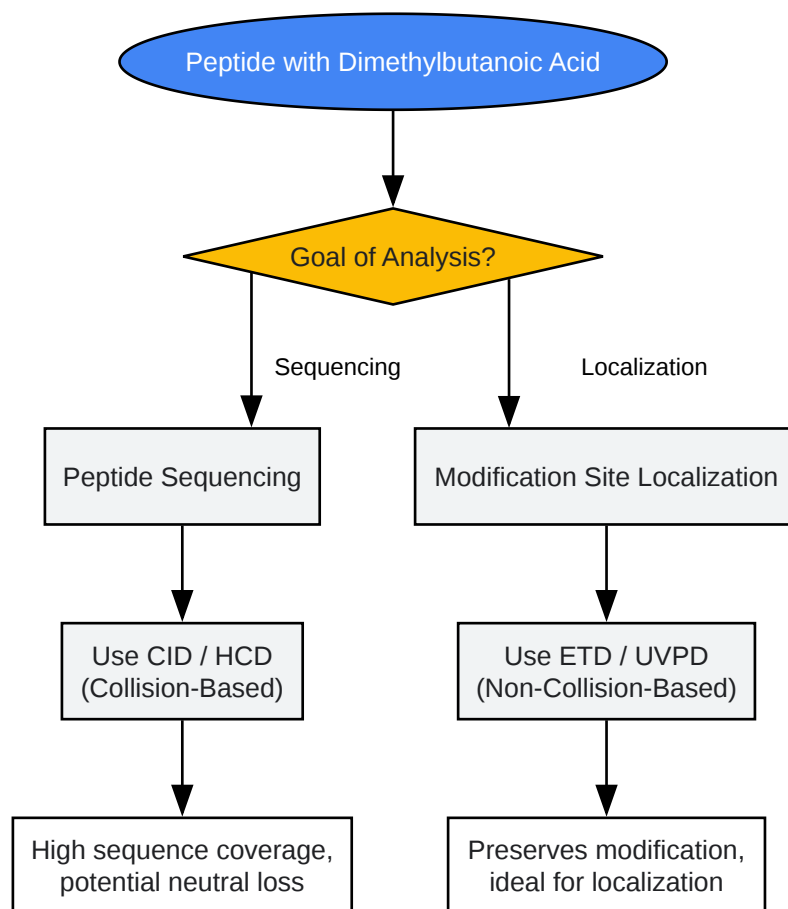 Peptide with Dimethylbutanoic Acid
Goal of Analysis?
Sequencing
Localization
Peptide Sequencing
Modification Site Localization
Use CID / HCD
(Collision-Based)
Use ETD / UVPD
(Non-Collision-Based)
High sequence coverage,
potential neutral loss
Preserves modification,
ideal for localization